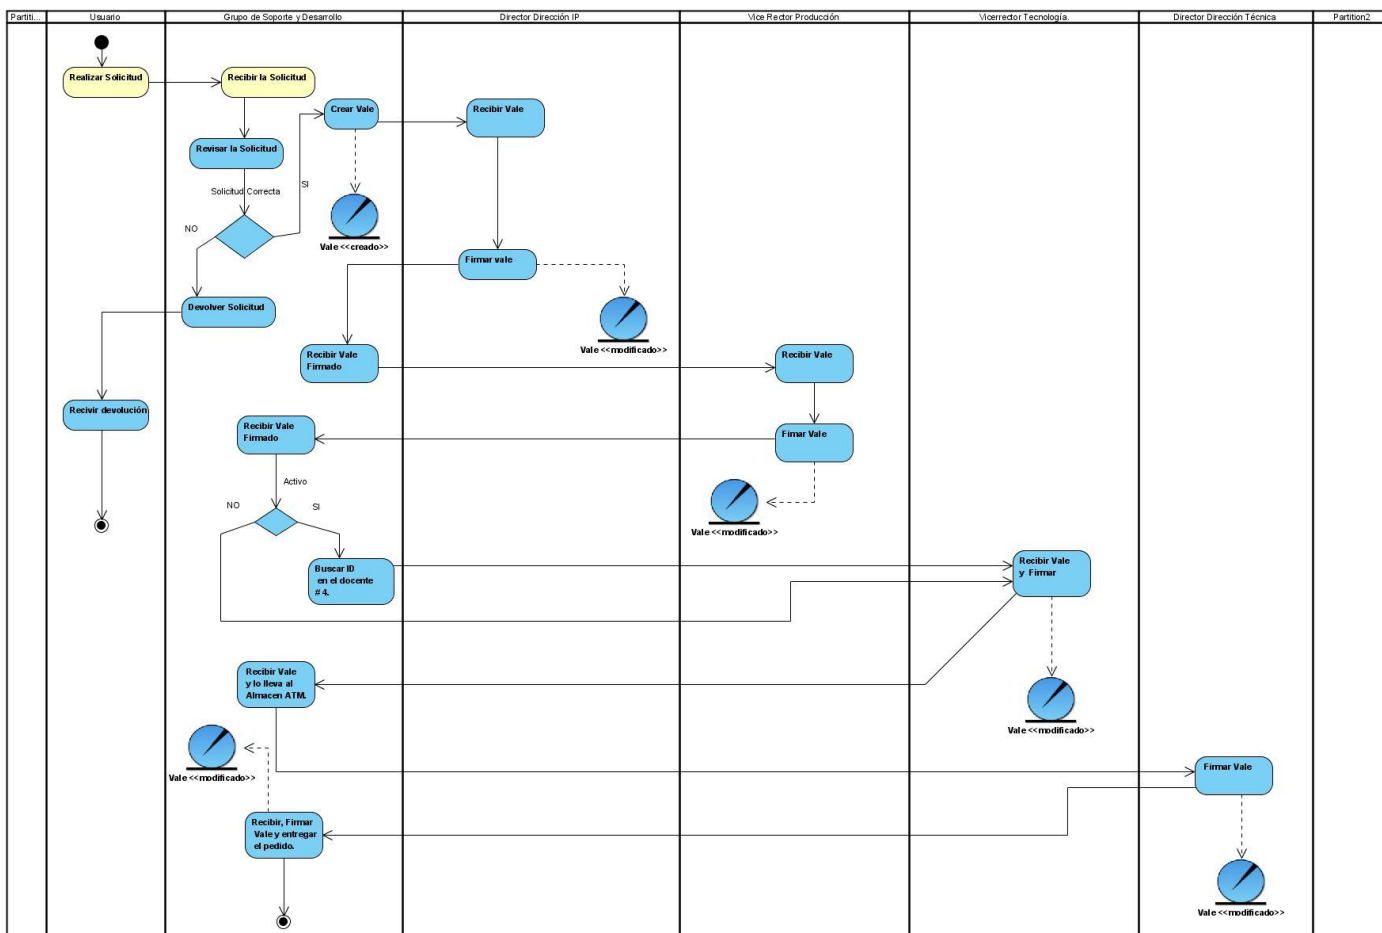 Partiti...
Usuario
Grupo de Soporte y Desarrollo
Director Dirección IP
Vice Rector Producción
Vicerrector Tecnología.
Director Dirección Técnica
Partition2
Realizar Solicitud
Recibir la Solicitud
Crear Vale
Recibir Vale
Revisar la Solicitud
Solicitud Correcta
SI
NO
Vale <<creado>>
Firmar vale
Devolver Solicitud
Vale <<modificado>>
Recibir Vale
Firmado
Recibir Vale
Recivir devolución
Recibir Vale
Firmado
Fimar Vale
Activo
NO
SI
Vale <<modificado>>
Buscar ID
en el docente
# 4.
Recibir Vale
y Firmar
Recibir Vale
y lo lleva al
Almacen ATM.
Vale <<modificado>>
Vale <<modificado>>
Firmar Vale
Recibir, Firmar
Vale y entregar
el pedido.
Vale <<modificado>>